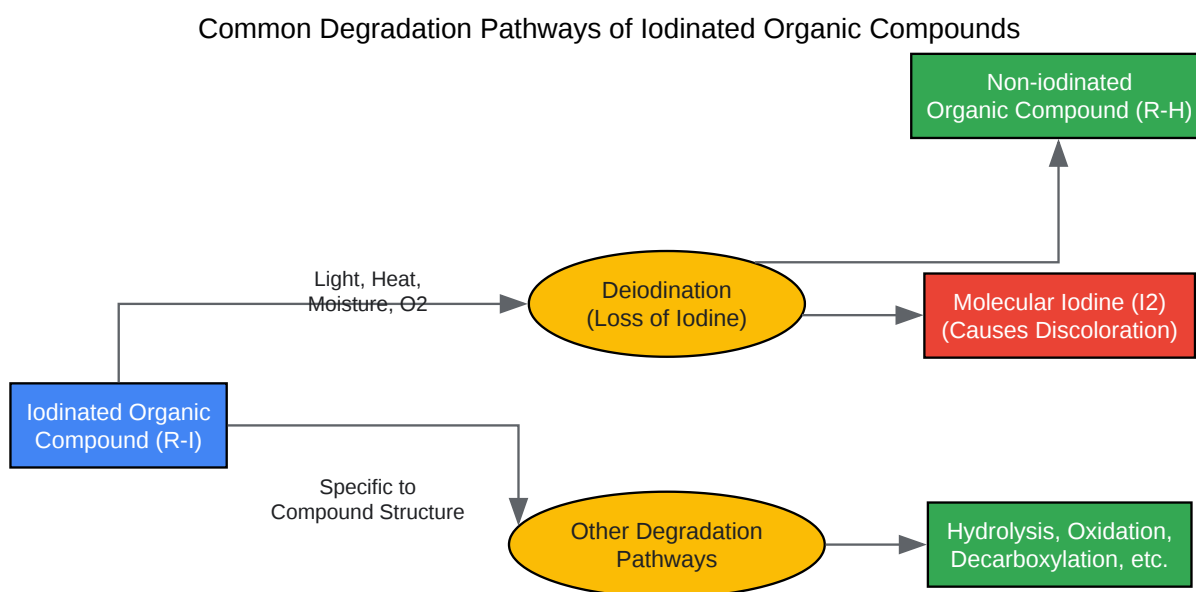 Common Degradation Pathways of Iodinated Organic Compounds
Non-iodinated
Organic Compound (R-H)
Light, Heat,
Moisture, O2
Deiodination
(Loss of Iodine)
Molecular Iodine (I2)
(Causes Discoloration)
Iodinated Organic
Compound (R-I)
Specific to
Compound Structure
Other Degradation
Pathways
Hydrolysis, Oxidation,
Decarboxylation, etc.